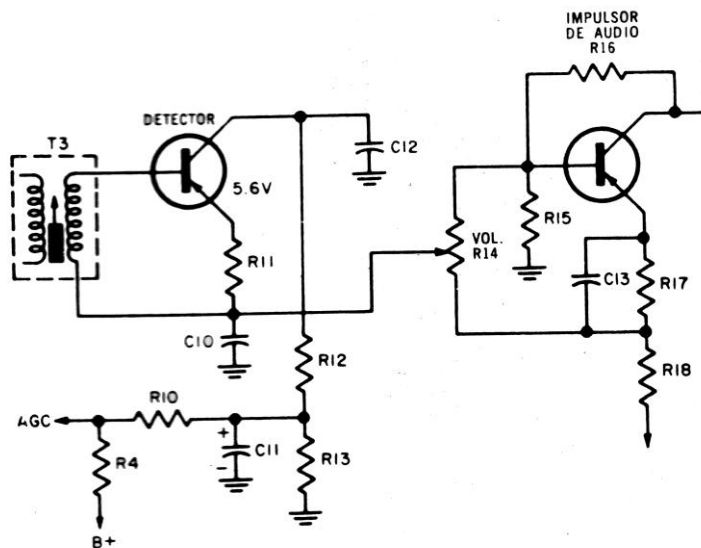 IMPULSOR
DE AUDIO
R16
DETECTOR
T3
C12
5.6V
R15
VOL.
R14
R11
C13
R17
C10
R12
R18
R10
AGC
+
C11
-
R13
R4
B+